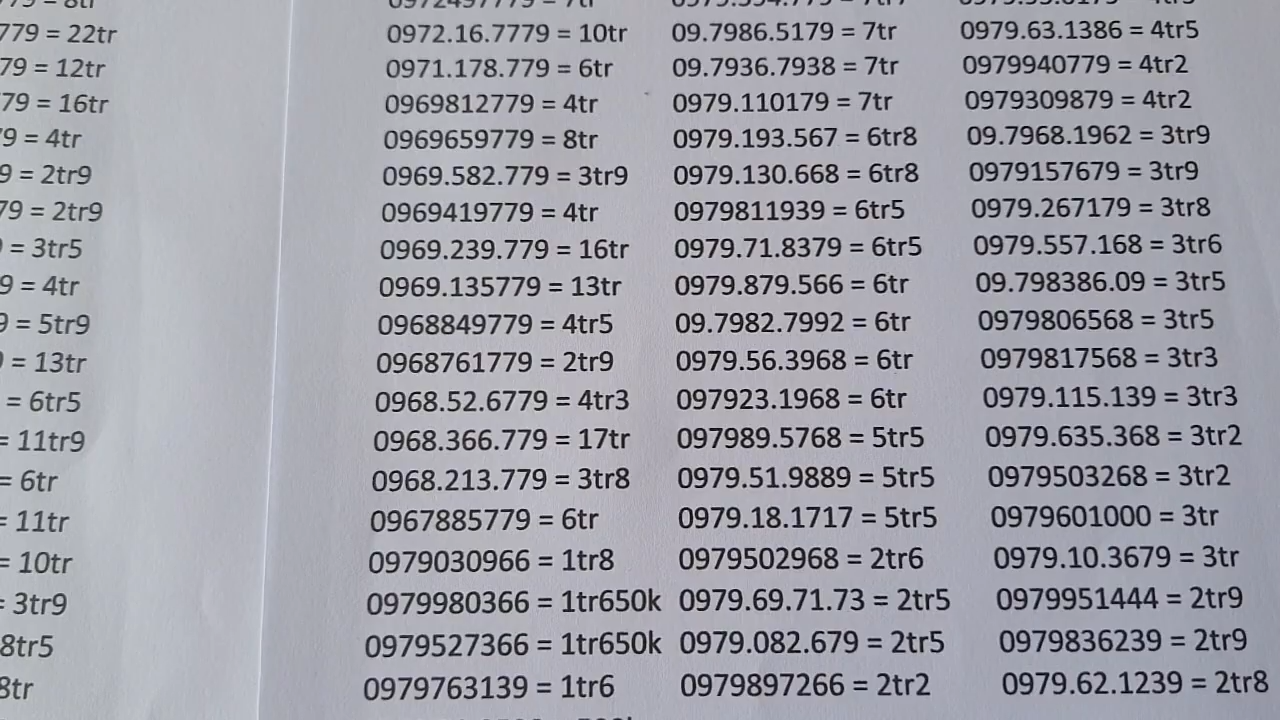 779 = 22tr
79 = 12tr
79 = 16tr
9 = 4tr
9 = 2tr9
79 = 2tr9
= 3tr5
9 = 4tr
9 = 5tr9
= 13tr
= 6tr5
= 11tr9
= 6tr
= 11tr
= 10tr
= 3tr9
8tr5
8tr
0972.16.7779 = 10tr
0971.178.779 = 6tr
0969812779 = 4tr
0969659779 = 8tr
0969.582.779 = 3tr9
0969419779 = 4tr
0969.239.779 = 16tr
0969.135779 = 13tr
0968849779 = 4tr5
0968761779 = 2tr9
0968.52.6779 = 4tr3
0968.366.779 = 17tr
0968.213.779 = 3tr8
0967885779 = 6tr
0979030966 = 1tr8
0979980366 = 1tr650k
0979527366 = 1tr650k
0979763139 = 1tr6
09.7986.5179 = 7tr
09.7936.7938 = 7tr
0979.110179 = 7tr
0979.193.567 = 6tr8
0979.130.668 = 6tr8
0979811939 = 6tr5
0979.71.8379 = 6tr5
0979.879.566 = 6tr
09.7982.7992 = 6tr
0979.56.3968 = 6tr
097923.1968 = 6tr
097989.5768 = 5tr5
0979.51.9889 = 5tr5
0979.18.1717 = 5tr5
0979502968 = 2tr6
0979.69.71.73 = 2tr5
0979.082.679 = 2tr5
0979897266 = 2tr2
0979.63.1386 = 4tr5
0979940779 = 4tr2
0979309879 = 4tr2
09.7968.1962 = 3tr9
0979157679 = 3tr9
0979.267179 = 3tr8
0979.557.168 = 3tr6
09.798386.09 = 3tr5
0979806568 = 3tr5
0979817568 = 3tr3
0979.115.139 = 3tr3
0979.635.368 = 3tr2
0979503268 = 3tr2
0979601000 = 3tr
0979.10.3679 = 3tr
0979951444 = 2tr9
0979836239 = 2tr9
0979.62.1239 = 2tr8